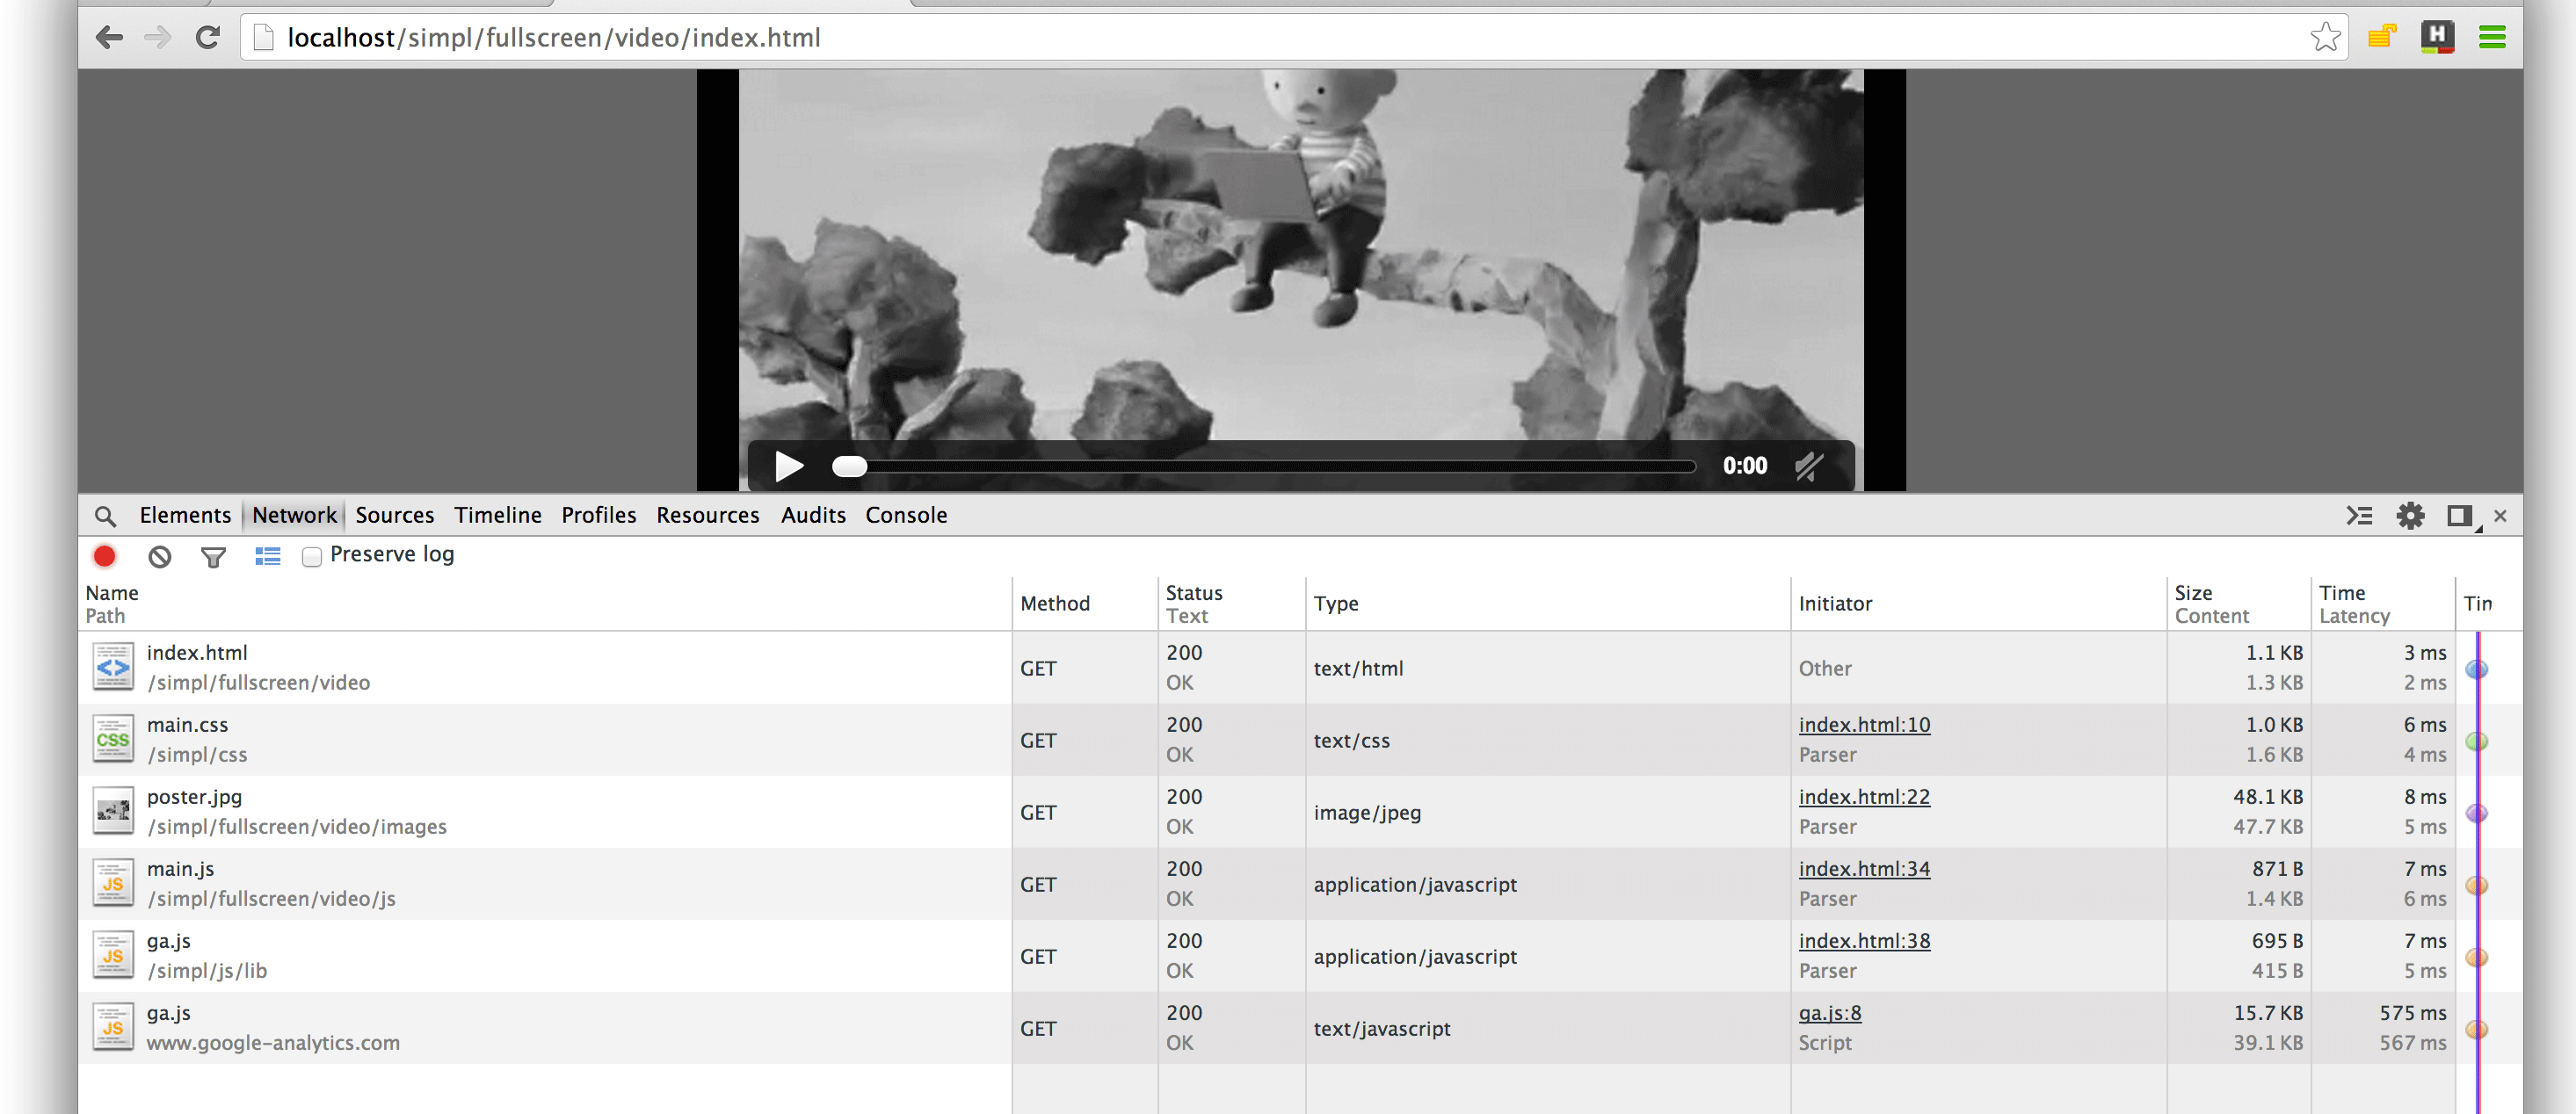 localhost/simpl/fullscreen/video/index.html
H
0:00
Elements Network Sources Timeline Profiles Resources Audits Console
Preserve log
Name Method Status Type Initiator Size Time Tin
Path Text Content Latency
index.html GET 200 text/html Other 1.1 KB 3 ms
/simpl/fullscreen/video OK 1.3 KB 2 ms
main.css GET 200 text/css index.html:10 1.0 KB 6 ms
/simpl/css OK Parser 1.6 KB 4 ms
poster.jpg GET 200 image/jpeg index.html:22 48.1 KB 8 ms
/simpl/fullscreen/video/images OK Parser 47.7 KB 5 ms
main.js GET 200 application/javascript index.html:34 871 B 7 ms
/simpl/fullscreen/video/js OK Parser 1.4 KB 6 ms
ga.js GET 200 application/javascript index.html:38 695 B 7 ms
/simpl/js/lib OK Parser 415 B 5 ms
ga.js GET 200 text/javascript ga.js:8 15.7 KB 575 ms
www.google-analytics.com OK Script 39.1 KB 567 ms
CSS
JS
JS
JS